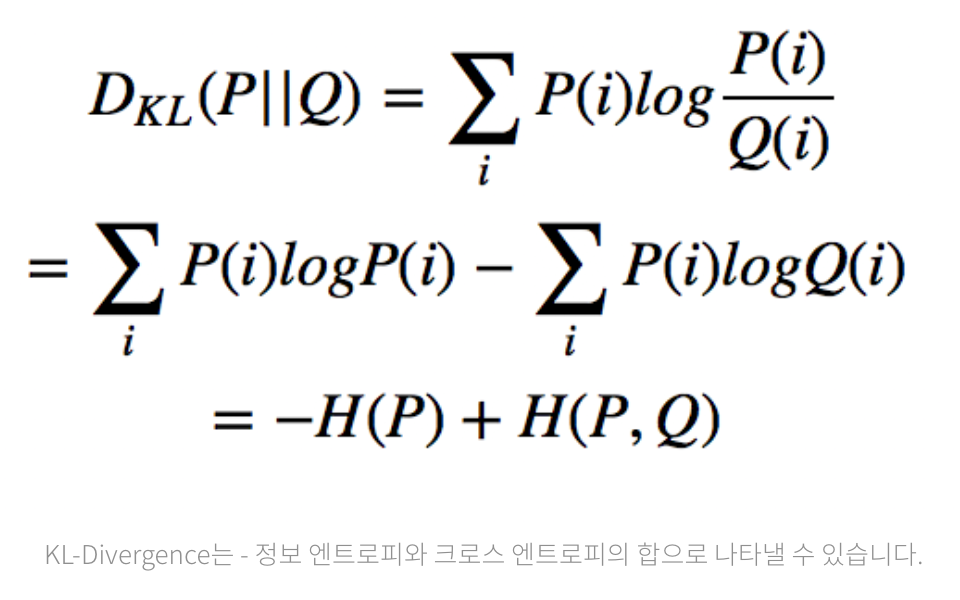 D_{KL}(P||Q) = \sum_i P(i)log\frac{P(i)}{Q(i)}
= \sum_i P(i)logP(i) − \sum_i P(i)logQ(i)
= −H(P) + H(P, Q)
KL-Divergence는 - 정보 엔트로피와 크로스 엔트로피의 합으로 나타낼 수 있습니다.